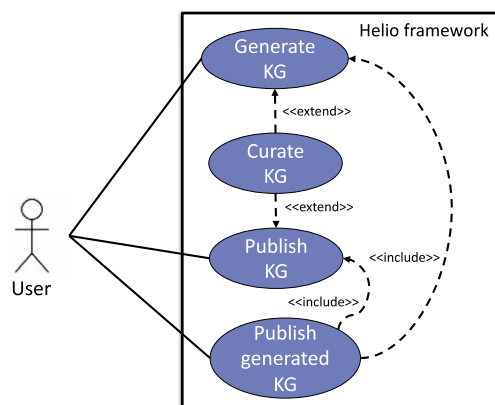 Helio framework
Generate
KG
<<extend>>
Curate
KG
<<extend>>
Publish
KG
<<include>>
<<include>>
Publish
generated
KG
User